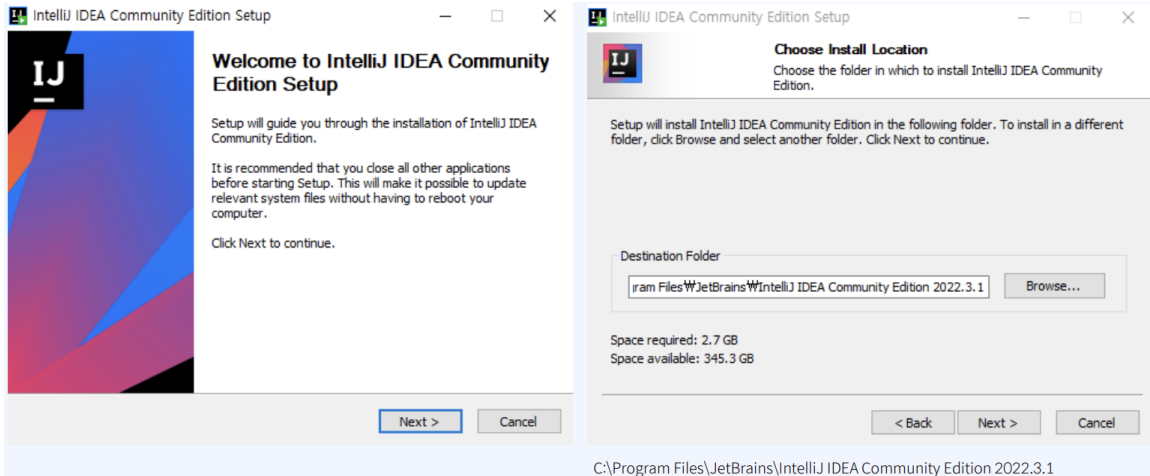 IntelliJ IDEA Community Edition Setup
IJ
Welcome to IntelliJ IDEA Community
Edition Setup
Setup will guide you through the installation of IntelliJ IDEA
Community Edition.
It is recommended that you close all other applications
before starting Setup. This will make it possible to update
relevant system files without having to reboot your
computer.
Click Next to continue.
Next >
Cancel
IntelliJ IDEA Community Edition Setup
IJ
Choose Install Location
Choose the folder in which to install IntelliJ IDEA Community
Edition.
Setup will install IntelliJ IDEA Community Edition in the following folder. To install in a different
folder, click Browse and select another folder. Click Next to continue.
Destination Folder
ram Files₩JetBrains₩IntelliJ IDEA Community Edition 2022.3.1
Browse...
Space required: 2.7 GB
Space available: 345.3 GB
< Back
Next >
Cancel
C:\Program Files\JetBrains\IntelliJ IDEA Community Edition 2022.3.1